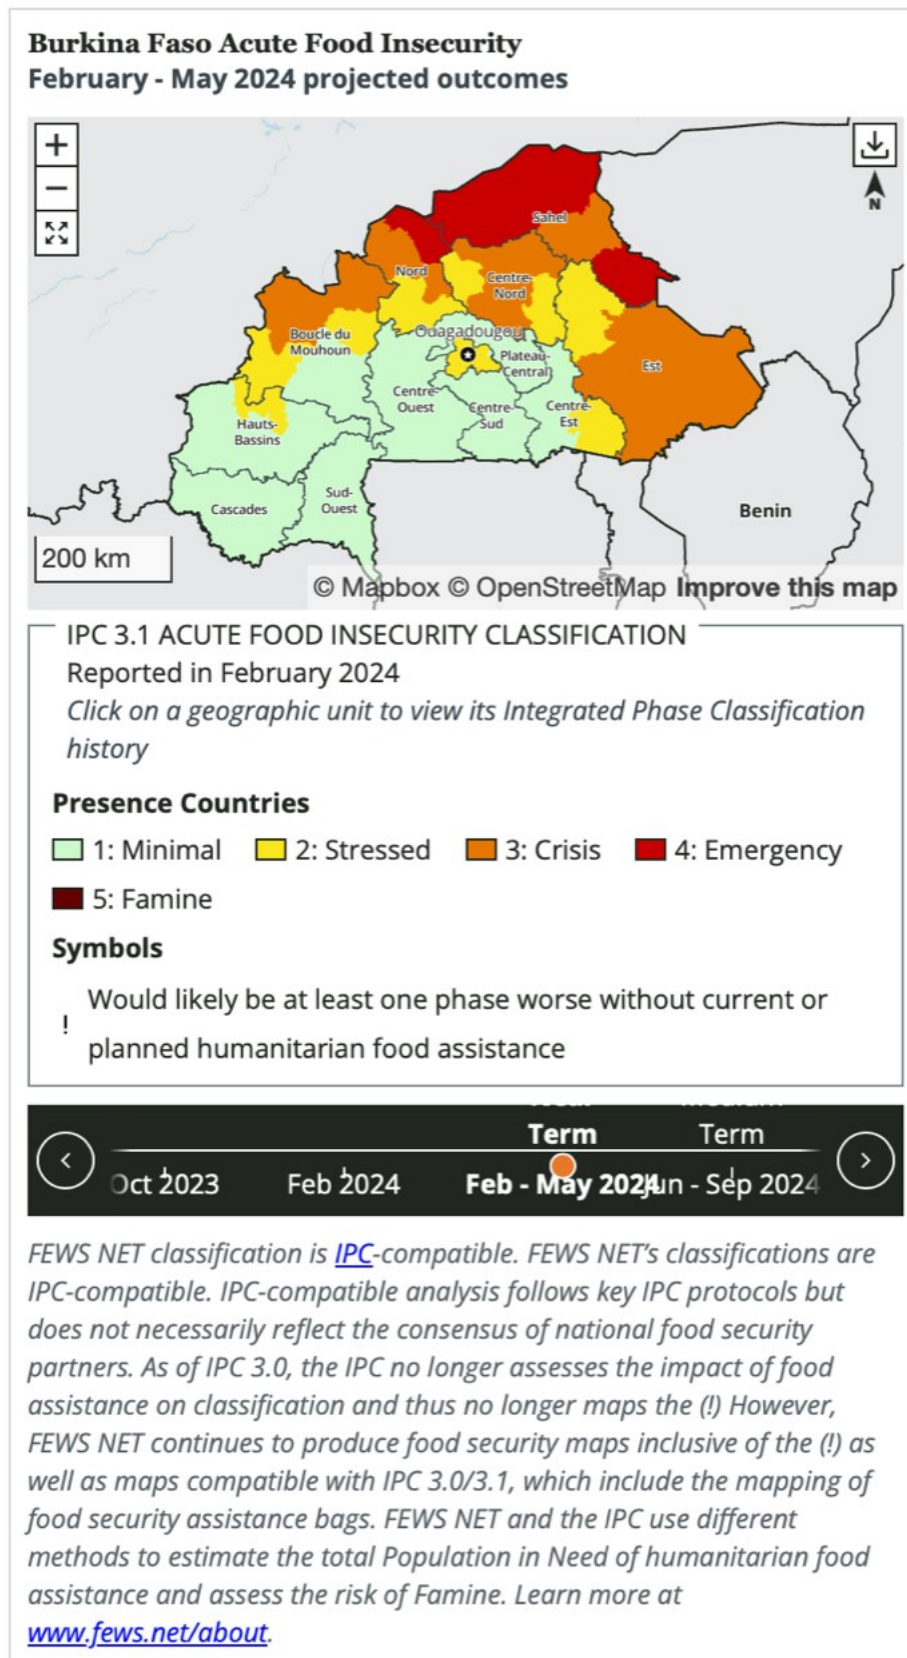 Burkina Faso Acute Food Insecurity
February - May 2024 projected outcomes
+
−
N
Sahel
Nord
Centre-
Nord
Ouagadougou
Boucle du
Mouhoun
Plateau-
Central
Est
Centre-
Ouest
Centre-
Sud
Centre-
Est
Hauts-
Bassins
Sud-
Ouest
Cascades
Benin
200 km
© Mapbox © OpenStreetMap Improve this map
IPC 3.1 ACUTE FOOD INSECURITY CLASSIFICATION
Reported in February 2024
Click on a geographic unit to view its Integrated Phase Classification
history
Presence Countries
1: Minimal 2: Stressed 3: Crisis 4: Emergency
5: Famine
Symbols
Would likely be at least one phase worse without current or
!
planned humanitarian food assistance
Term Term
Oct 2023 Feb 2024 Feb - May 2024 Jun - Sep 2024
FEWS NET classification is IPC-compatible. FEWS NET’s classifications are
IPC-compatible. IPC-compatible analysis follows key IPC protocols but
does not necessarily reflect the consensus of national food security
partners. As of IPC 3.0, the IPC no longer assesses the impact of food
assistance on classification and thus no longer maps the (!) However,
FEWS NET continues to produce food security maps inclusive of the (!) as
well as maps compatible with IPC 3.0/3.1, which include the mapping of
food security assistance bags. FEWS NET and the IPC use different
methods to estimate the total Population in Need of humanitarian food
assistance and assess the risk of Famine. Learn more at
www.fews.net/about.